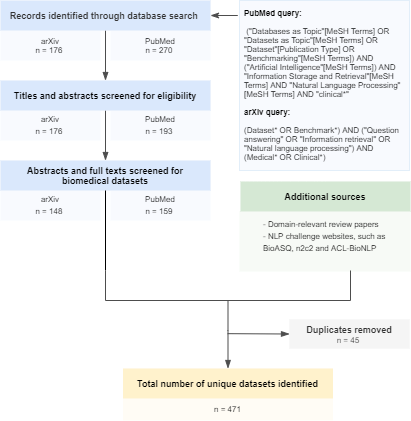 Records identified through database search
arXiv
n = 176
PubMed
n = 270
Titles and abstracts screened for eligibility
arXiv
n = 176
PubMed
n = 193
Abstracts and full texts screened for
biomedical datasets
arXiv
n = 148
PubMed
n = 159
PubMed query:
("Databases as Topic"[MeSH Terms] OR
"Datasets as Topic"[MeSH Terms] OR
"Dataset"[Publication Type] OR
"Benchmarking"[MeSH Terms]) AND
("Artificial Intelligence"[MeSH Terms]) AND
"Information Storage and Retrieval"[MeSH
Terms] AND "Natural Language Processing"
[MeSH Terms] AND "clinical*"
arXiv query:
(Dataset* OR Benchmark*) AND ("Question
answering" OR "Information retrieval" OR
"Natural language processing") AND
(Medical* OR Clinical*)
Additional sources
- Domain-relevant review papers
- NLP challenge websites, such as
BioASQ, n2c2 and ACL-BioNLP
Duplicates removed
n = 45
Total number of unique datasets identified
n = 471